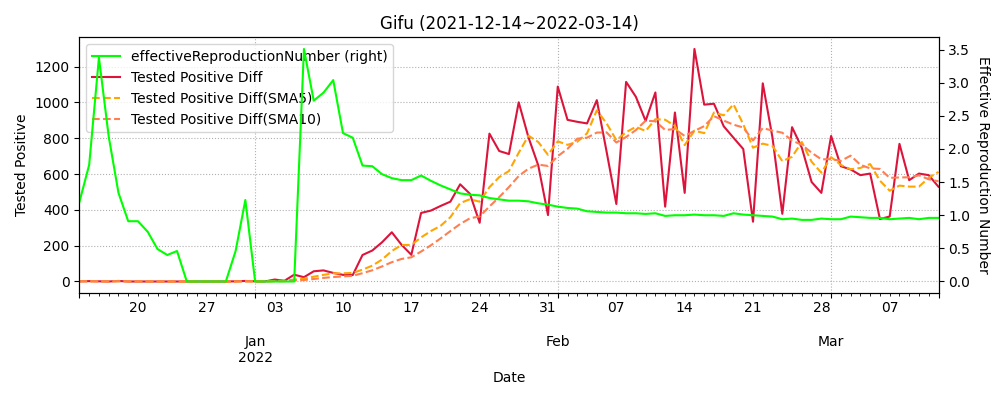 Gifu (2021-12-14~2022-03-14)
effectiveReproductionNumber (right)
Tested Positive Diff
Tested Positive Diff(SMA5)
Tested Positive Diff(SMA10)
Tested Positive
1200
1000
800
600
400
200
0
Effective Reproduction Number
3.5
3.0
2.5
2.0
1.5
1.0
0.5
0.0
20 27 03 10 17 24 31 07 14 21 28 07
Jan Feb Mar
2022
Date